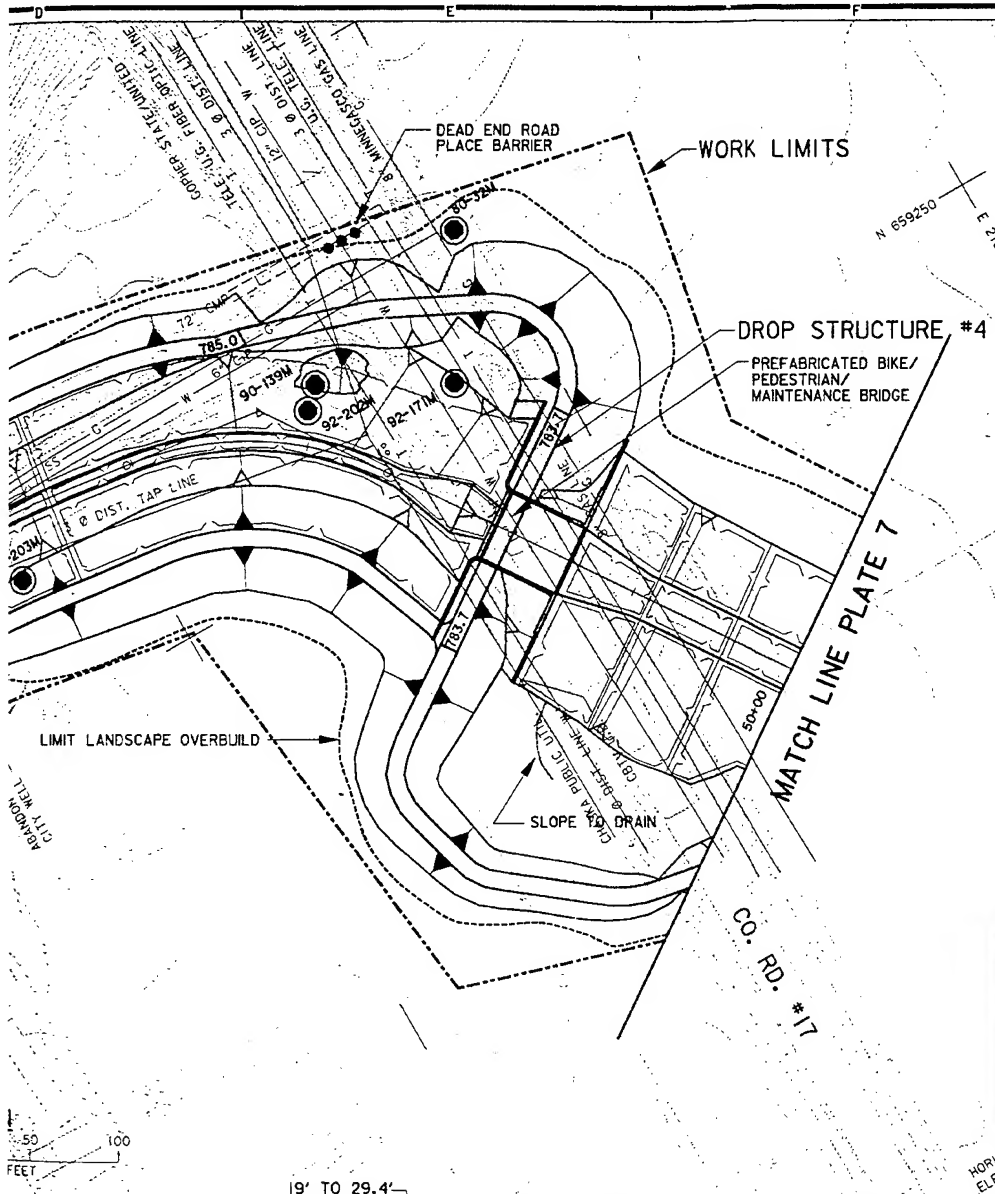 D
E
F
GOPHER STATE/UNITED
TELE. U.G. FIBER OPTIC LINE
3 Ø DIST. LINE
12" CIP W
3 Ø DIST. LINE
U.G. TELE. LINE
8" MINNEGASCO GAS LINE
DEAD END ROAD
PLACE BARRIER
WORK LIMITS
80-32M
N 659250
72" CMP
785.0
DROP STRUCTURE #4
PREFABRICATED BIKE/
PEDESTRIAN/
MAINTENANCE BRIDGE
90-139M
92-202M
92-171M
783.7
Ø DIST. TAP LINE
203M
783.7
MATCH LINE PLATE 7
50+00
LIMIT LANDSCAPE OVERBUILD
SLOPE TO DRAIN
ABANDON
CITY WELL
CO. RD. #17
50
100
FEET
19' TO 29.4'